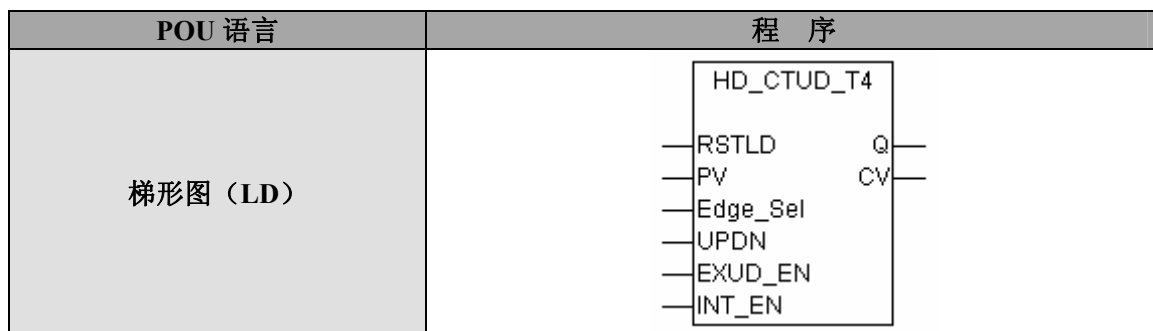 POU 语言
程 序
梯形图（LD）
HD_CTUD_T4
RSTLD Q
PV CV
Edge_Sel
UPDN
EXUD_EN
INT_EN